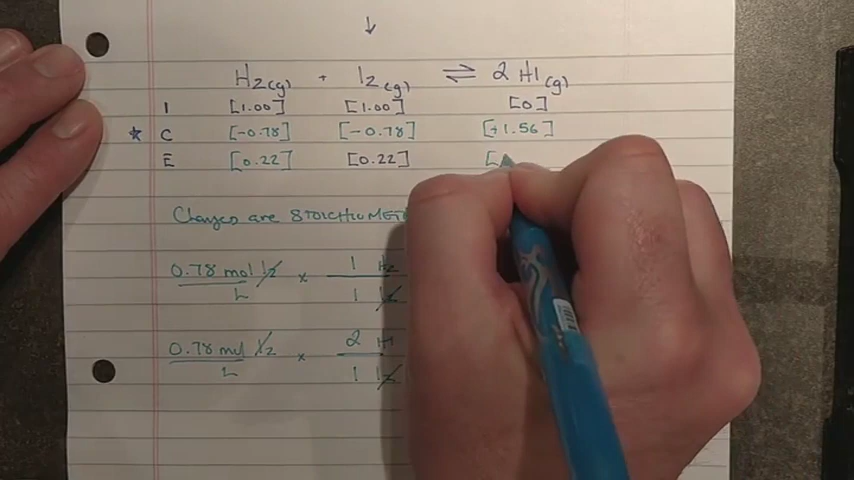 ↓
H₂(g) + I₂(g) ⇌ 2 HI(g)
I [1.00] [1.00] [0]
* C [-0.78] [-0.78] [+1.56]
E [0.22] [0.22] [
Changes are STOICHIOMET
0.78 mol I₂ / L × 1 H₂ / 1 I₂
0.78 mol I₂ / L × 2 HI / 1 I₂